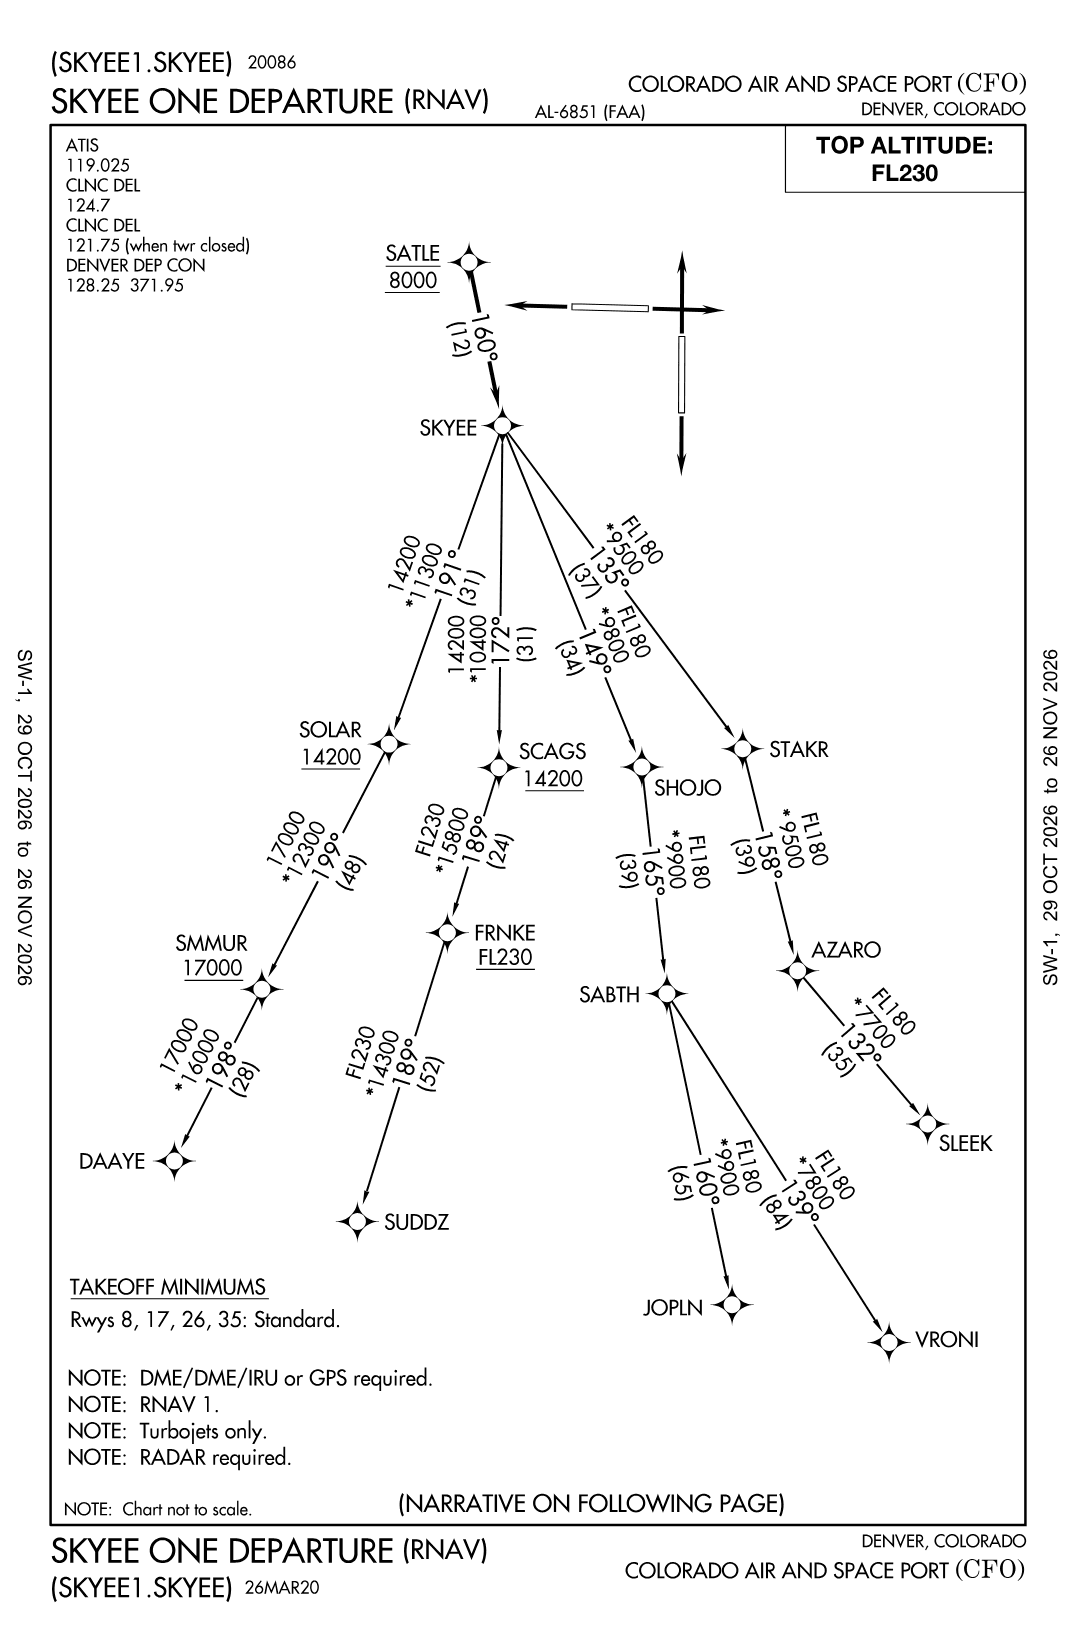 (SKYEE1.SKYEE) 20086
SKYEE ONE DEPARTURE (RNAV)
AL-6851 (FAA)
COLORADO AIR AND SPACE PORT (CFO)
DENVER, COLORADO
TOP ALTITUDE:
FL230
ATIS
119.025
CLNC DEL
124.7
CLNC DEL
121.75 (when twr closed)
DENVER DEP CON
128.25 371.95
SATLE
8000
160°
(12)
SKYEE
14200
*11300
191°
(31)
14200
*10400
172°
(31)
FL180
*9800
149°
(34)
FL180
*9500
135°
(37)
SOLAR
14200
SCAGS
14200
SHOJO
STAKR
17000
*12300
199°
(48)
FL230
*15800
189°
(24)
FL180
*9900
165°
(39)
FL180
*9500
158°
(39)
SMMUR
17000
FRNKE
FL230
SABTH
AZARO
17000
*16000
198°
(28)
FL230
*14300
189°
(52)
FL180
*9900
160°
(65)
FL180
*7800
139°
(84)
FL180
*7700
132°
(35)
DAAYE
SUDDZ
JOPLN
VRONI
SLEEK
TAKEOFF MINIMUMS
Rwys 8, 17, 26, 35: Standard.
NOTE: DME/DME/IRU or GPS required.
NOTE: RNAV 1.
NOTE: Turbojets only.
NOTE: RADAR required.
NOTE: Chart not to scale.
(NARRATIVE ON FOLLOWING PAGE)
SKYEE ONE DEPARTURE (RNAV)
(SKYEE1.SKYEE) 26MAR20
DENVER, COLORADO
COLORADO AIR AND SPACE PORT (CFO)
SW-1, 29 OCT 2026 to 26 NOV 2026
SW-1, 29 OCT 2026 to 26 NOV 2026